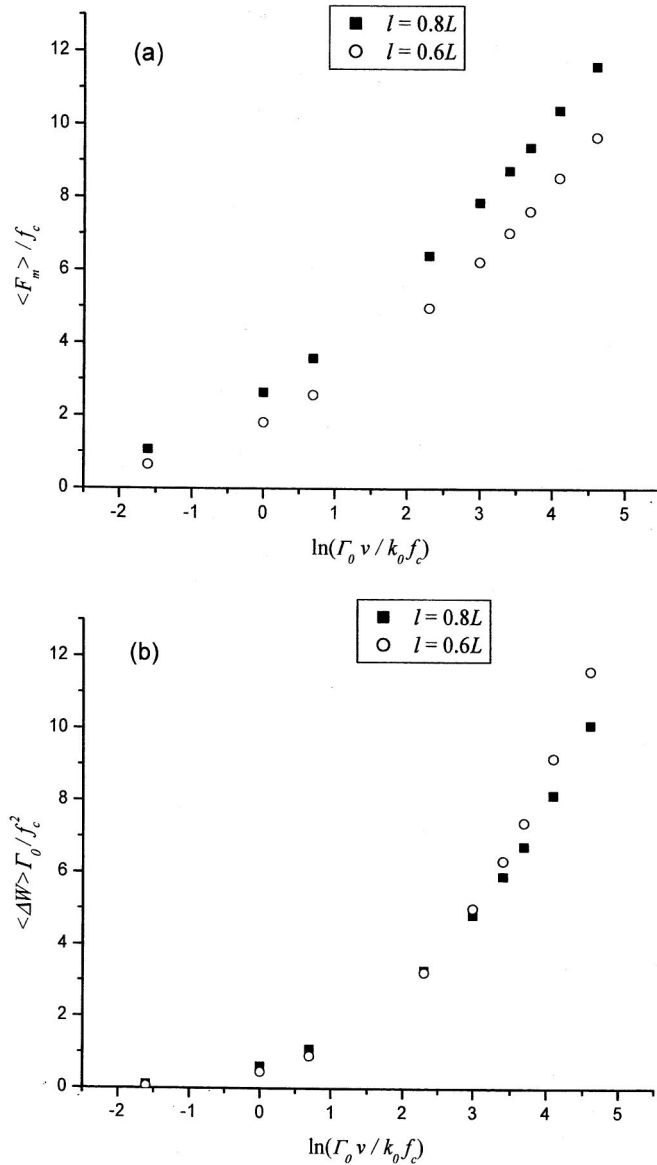 ■ l = 0.8L
○ l = 0.6L
(a)
12
10
8
6
4
2
0
<F_m> / f_c
-2 -1 0 1 2 3 4 5
ln(Γ_0 v / k_0 f_c)
■ l = 0.8L
○ l = 0.6L
(b)
12
10
8
6
4
2
0
<ΔW> Γ_0 / f_c^2
-2 -1 0 1 2 3 4 5
ln(Γ_0 v / k_0 f_c)